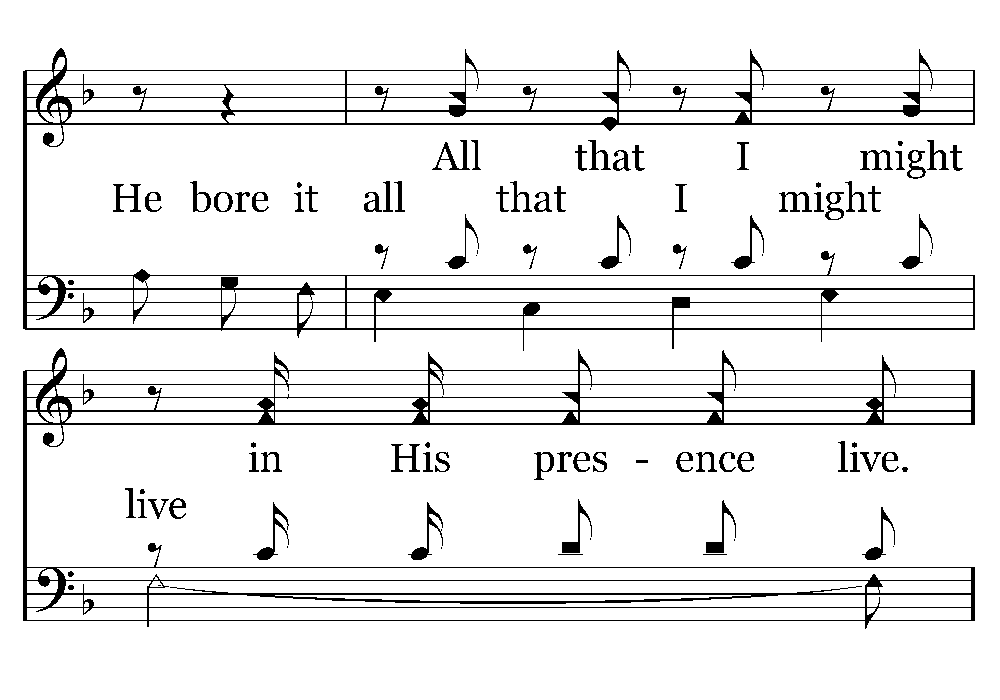 All that I might
He bore it all that I might
in His pres - ence live.
live